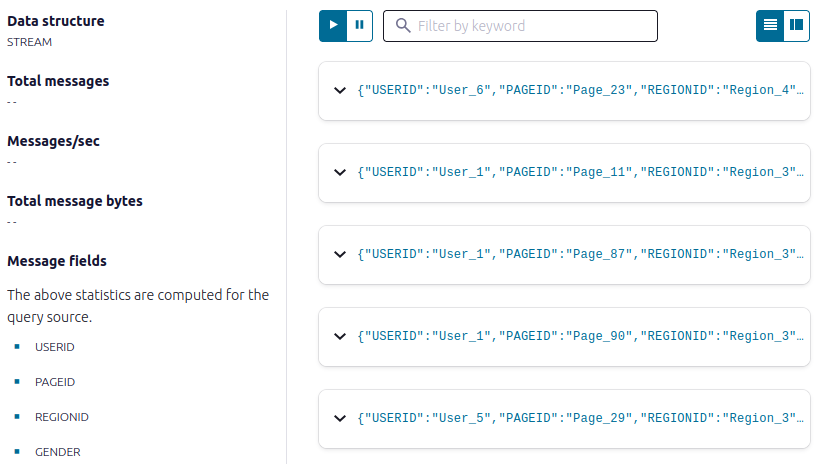 Data structure
STREAM
Total messages
--
Messages/sec
--
Total message bytes
--
Message fields
The above statistics are computed for the
query source.
USERID
PAGEID
REGIONID
GENDER
Filter by keyword
{"USERID":"User_6","PAGEID":"Page_23","REGIONID":"Region_4"…
{"USERID":"User_1","PAGEID":"Page_11","REGIONID":"Region_3"…
{"USERID":"User_1","PAGEID":"Page_87","REGIONID":"Region_3"…
{"USERID":"User_1","PAGEID":"Page_90","REGIONID":"Region_3"…
{"USERID":"User_5","PAGEID":"Page_29","REGIONID":"Region_3"…